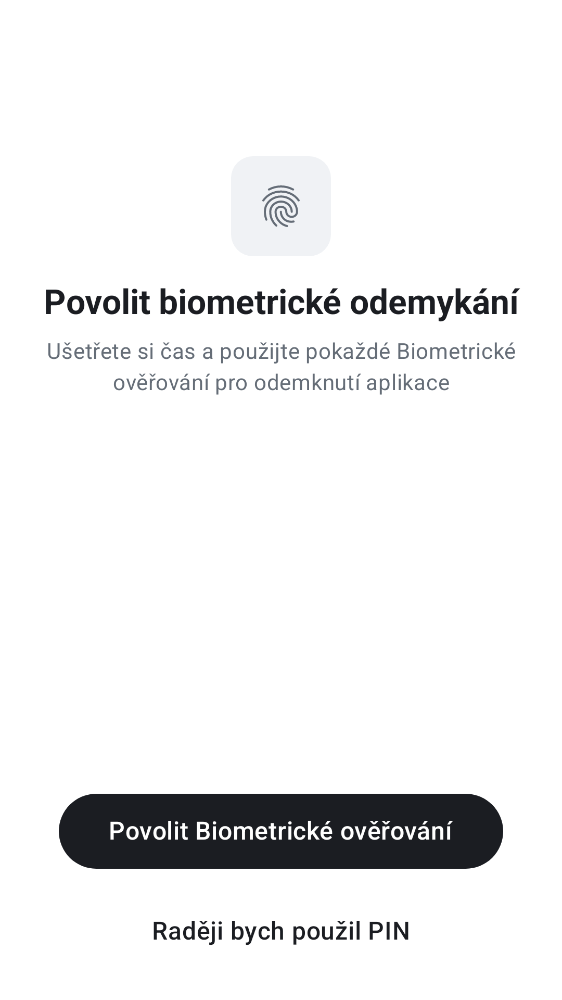 Povolit biometrické odemykání
Ušetřete si čas a použijte pokaždé Biometrické
ověřování pro odemknutí aplikace
Povolit Biometrické ověřování
Raději bych použil PIN